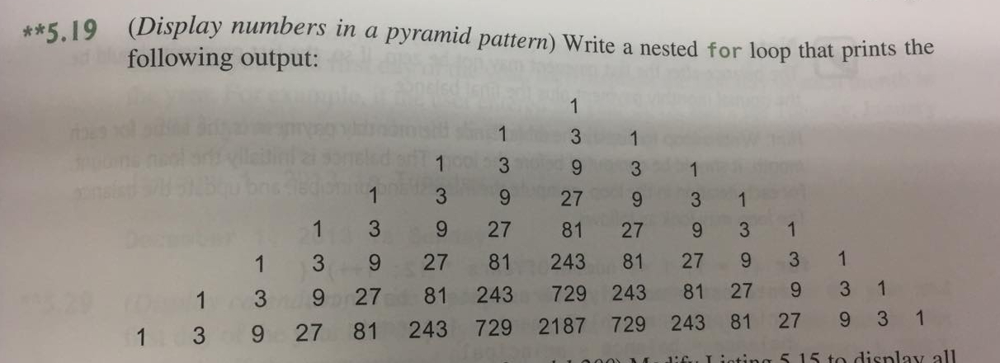 **5.19 (Display numbers in a pyramid pattern) Write a nested for loop that prints the
following output:
1
1 3 1
1 3 9 3 1
1 3 9 27 9 3 1
1 3 9 27 81 27 9 3 1
1 3 9 27 81 243 81 27 9 3 1
1 3 9 27 81 243 729 243 81 27 9 3 1
1 3 9 27 81 243 729 2187 729 243 81 27 9 3 1
Listing 5.15 to display all